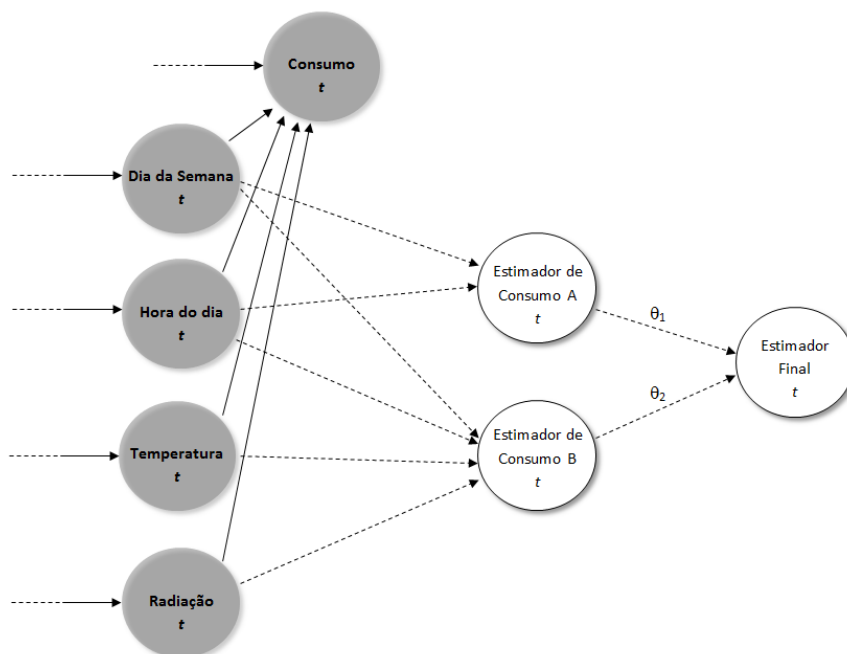 Consumo
t
Dia da Semana
t
Hora do dia
t
Temperatura
t
Radiação
t
Estimador de
Consumo A
t
Estimador de
Consumo B
t
θ1
θ2
Estimador
Final
t